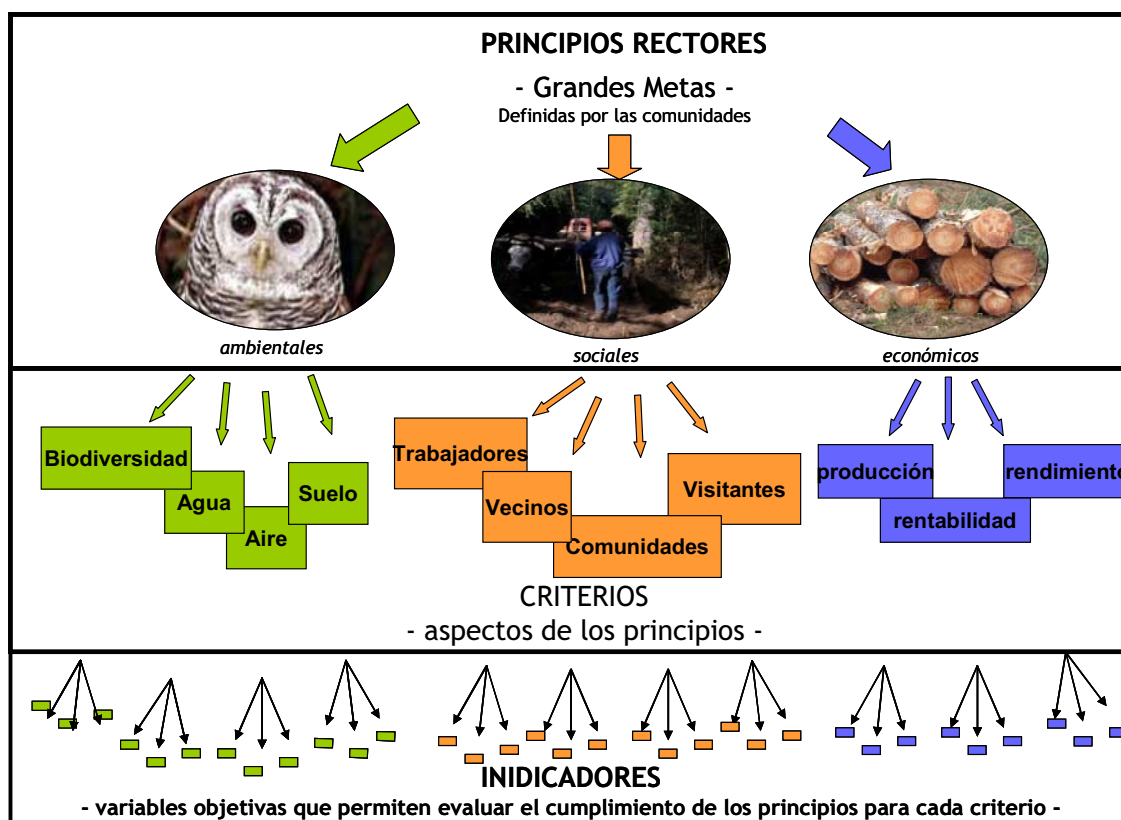 PRINCIPIOS RECTORES
- Grandes Metas -
Definidas por las comunidades
ambientales
sociales
económicos
Biodiversidad
Agua
Aire
Suelo
Trabajadores
Vecinos
Comunidades
Visitantes
producción
rentabilidad
rendimiento
CRITERIOS
- aspectos de los principios -
INIDICADORES
- variables objetivas que permiten evaluar el cumplimiento de los principios para cada criterio -